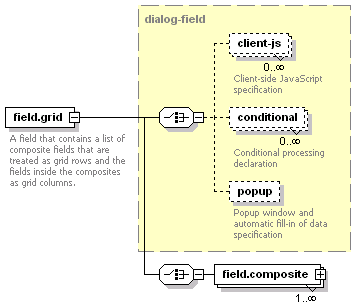 dialog-field
client-js
0..∞
Client-side JavaScript
specification
field.grid
A field that contains a list of
composite fields that are
treated as grid rows and the
fields inside the composites
as grid columns.
conditional
0..∞
Conditional processing
declaration
popup
Popup window and
automatic fill-in of data
specification
field.composite
1..∞